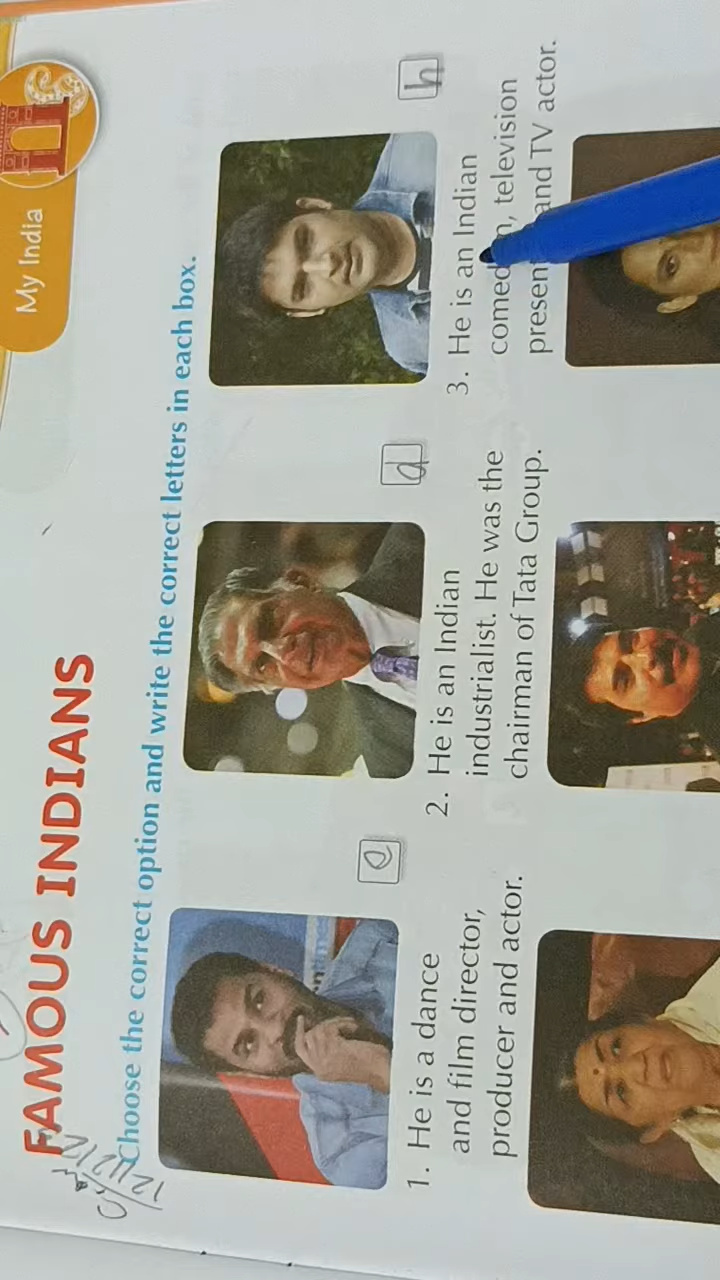 My India
FAMOUS INDIANS
Choose the correct option and write the correct letters in each box.
e
d
h
1. He is a dance
and film director,
producer and actor.
2. He is an Indian
industrialist. He was the
chairman of Tata Group.
3. He is an Indian
television
and TV actor.